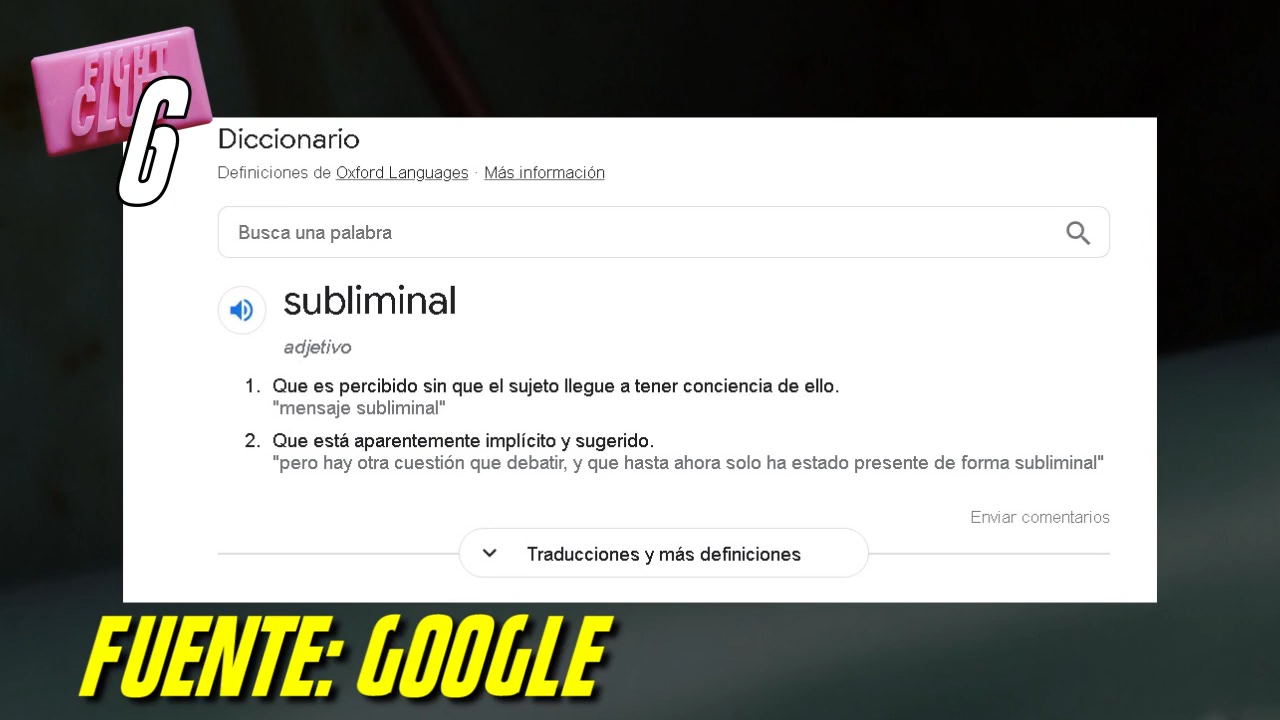 FIGHT
CLUB
6
Diccionario
Definiciones de Oxford Languages · Más información
Busca una palabra
subliminal
adjetivo
1. Que es percibido sin que el sujeto llegue a tener conciencia de ello.
"mensaje subliminal"
2. Que está aparentemente implícito y sugerido.
"pero hay otra cuestión que debatir, y que hasta ahora solo ha estado presente de forma subliminal"
Enviar comentarios
Traducciones y más definiciones
FUENTE: GOOGLE